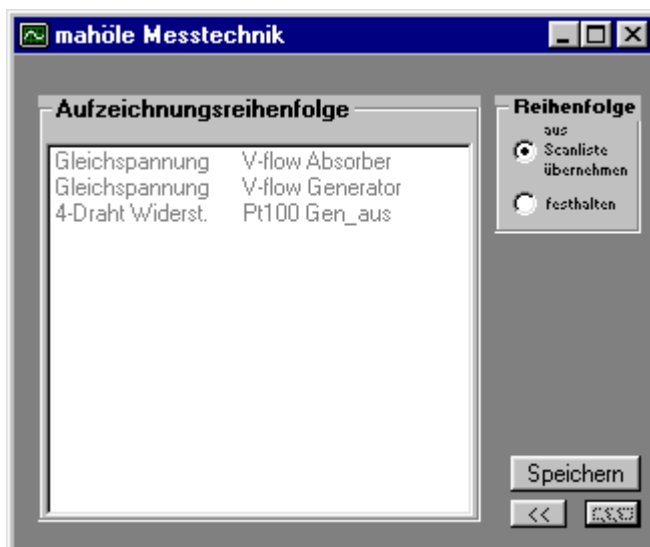 mahöle Messtechnik
Aufzeichnungsreihenfolge
Gleichspannung V-flow Absorber
Gleichspannung V-flow Generator
4-Draht Widerst. Pt100 Gen_aus
Reihenfolge
aus
Scanliste
übernehmen
festhalten
Speichern
<<